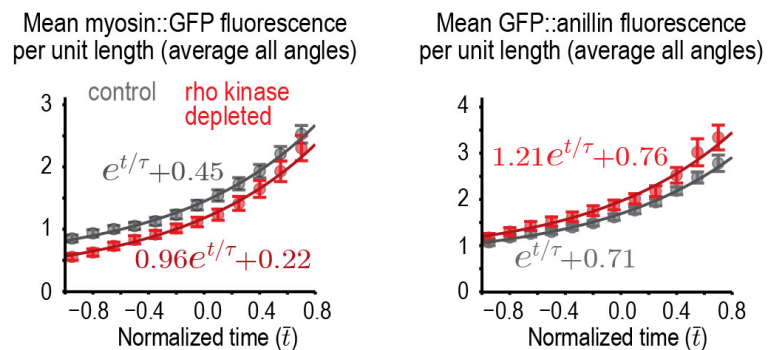 Mean myosin::GFP fluorescence
per unit length (average all angles)
control
rho kinase
depleted
3
2
1
0
e^{t/τ}+0.45
0.96e^{t/τ}+0.22
−0.8 −0.4 0.0 0.4 0.8
Normalized time (t̄)
Mean GFP::anillin fluorescence
per unit length (average all angles)
4
3
2
1
0
1.21e^{t/τ}+0.76
e^{t/τ}+0.71
−0.8 −0.4 0.0 0.4 0.8
Normalized time (t̄)